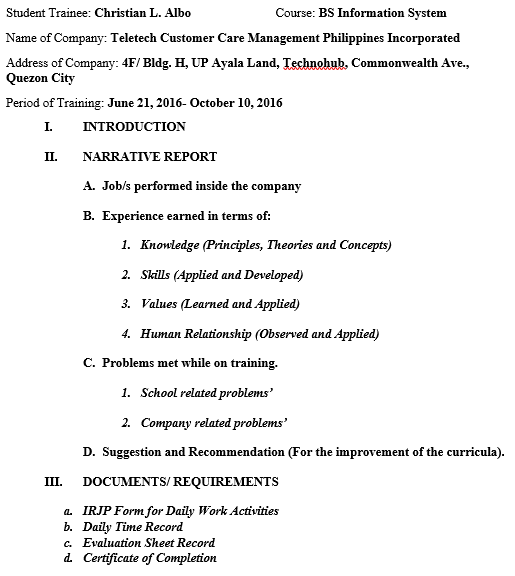 Student Trainee: Christian L. Albo Course: BS Information System
Name of Company: Teletech Customer Care Management Philippines Incorporated
Address of Company: 4F/ Bldg. H, UP Ayala Land, Technohub, Commonwealth Ave.,
Quezon City
Period of Training: June 21, 2016- October 10, 2016
I. INTRODUCTION
II. NARRATIVE REPORT
A. Job/s performed inside the company
B. Experience earned in terms of:
1. Knowledge (Principles, Theories and Concepts)
2. Skills (Applied and Developed)
3. Values (Learned and Applied)
4. Human Relationship (Observed and Applied)
C. Problems met while on training.
1. School related problems’
2. Company related problems’
D. Suggestion and Recommendation (For the improvement of the curricula).
III. DOCUMENTS/ REQUIREMENTS
a. IRJP Form for Daily Work Activities
b. Daily Time Record
c. Evaluation Sheet Record
d. Certificate of Completion